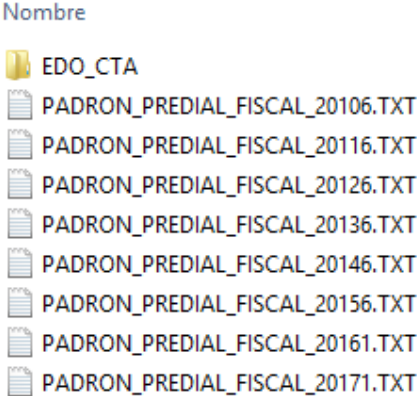 Nombre
EDO_CTA
PADRON_PREDIAL_FISCAL_20106.TXT
PADRON_PREDIAL_FISCAL_20116.TXT
PADRON_PREDIAL_FISCAL_20126.TXT
PADRON_PREDIAL_FISCAL_20136.TXT
PADRON_PREDIAL_FISCAL_20146.TXT
PADRON_PREDIAL_FISCAL_20156.TXT
PADRON_PREDIAL_FISCAL_20161.TXT
PADRON_PREDIAL_FISCAL_20171.TXT